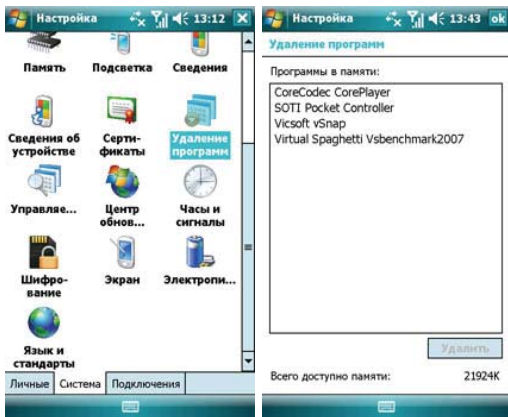 Настройка 13:12
Память Подсветка Сведения
Сведения об Серти- Удаление
устройстве фикаты программ
Управляе... Центр Часы и
обнов... сигналы
Шифро- Экран Электропи...
вание
Язык и
стандарты
Личные Система Подключения
Настройка 13:43 ok
Удаление программ
Программы в памяти:
CoreCodec CorePlayer
SOTI Pocket Controller
Vicsoft vSnap
Virtual Spaghetti Vsbenchmark2007
Удалить
Всего доступно памяти: 21924K